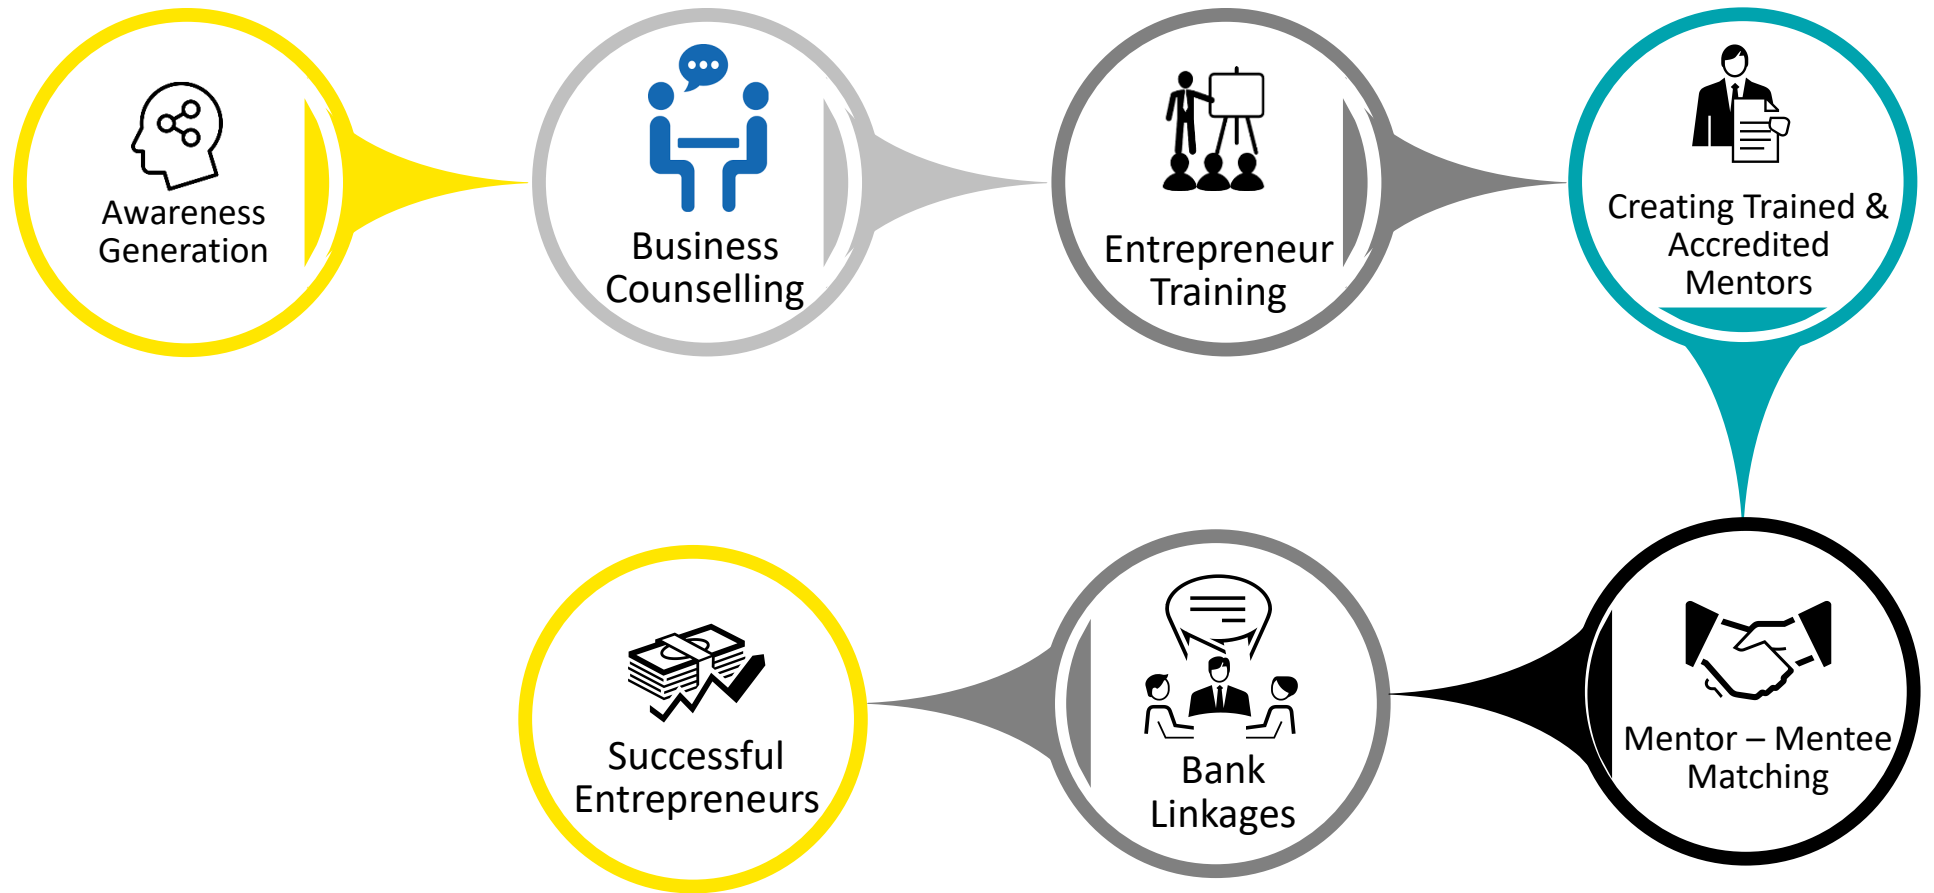 Awareness
Generation
Business
Counselling
Entrepreneur
Training
Creating Trained &
Accredited
Mentors
Mentor – Mentee
Matching
Bank
Linkages
Successful
Entrepreneurs